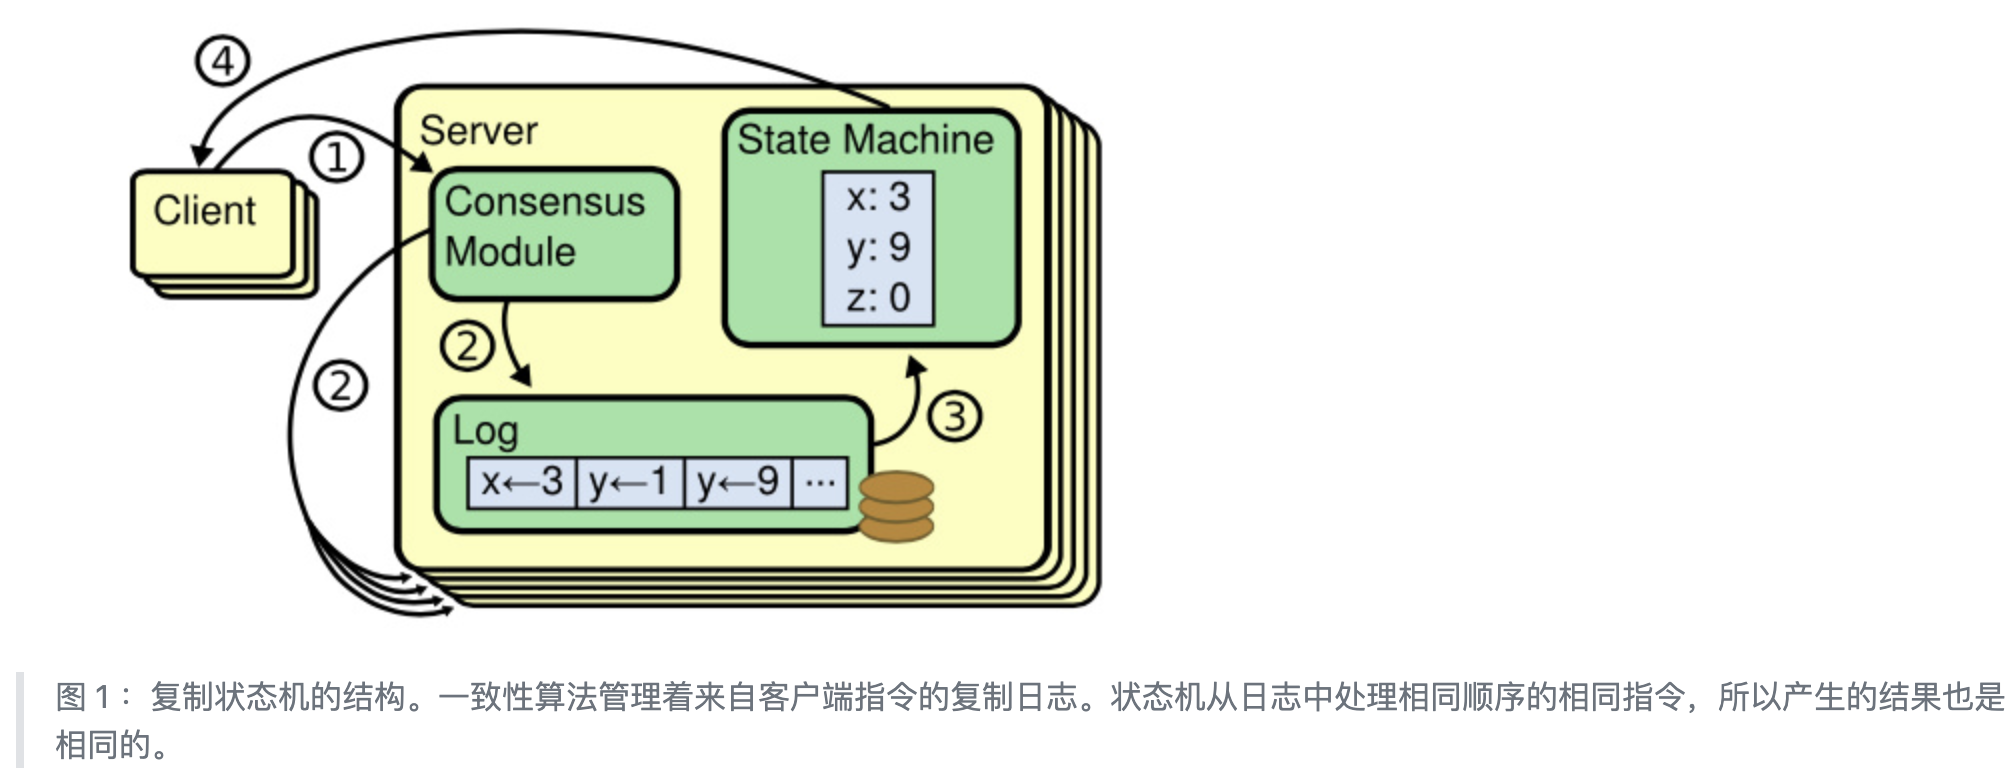 ④
①
Server
State Machine
Client
Consensus
Module
x: 3
y: 9
z: 0
②
②
③
Log
x←3 y←1 y←9 ...
图 1 ：复制状态机的结构。一致性算法管理着来自客户端指令的复制日志。状态机从日志中处理相同顺序的相同指令，所以产生的结果也是
相同的。